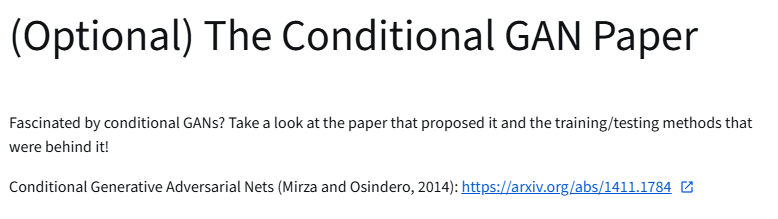 (Optional) The Conditional GAN Paper
Fascinated by conditional GANs? Take a look at the paper that proposed it and the training/testing methods that
were behind it!
Conditional Generative Adversarial Nets (Mirza and Osindero, 2014): https://arxiv.org/abs/1411.1784